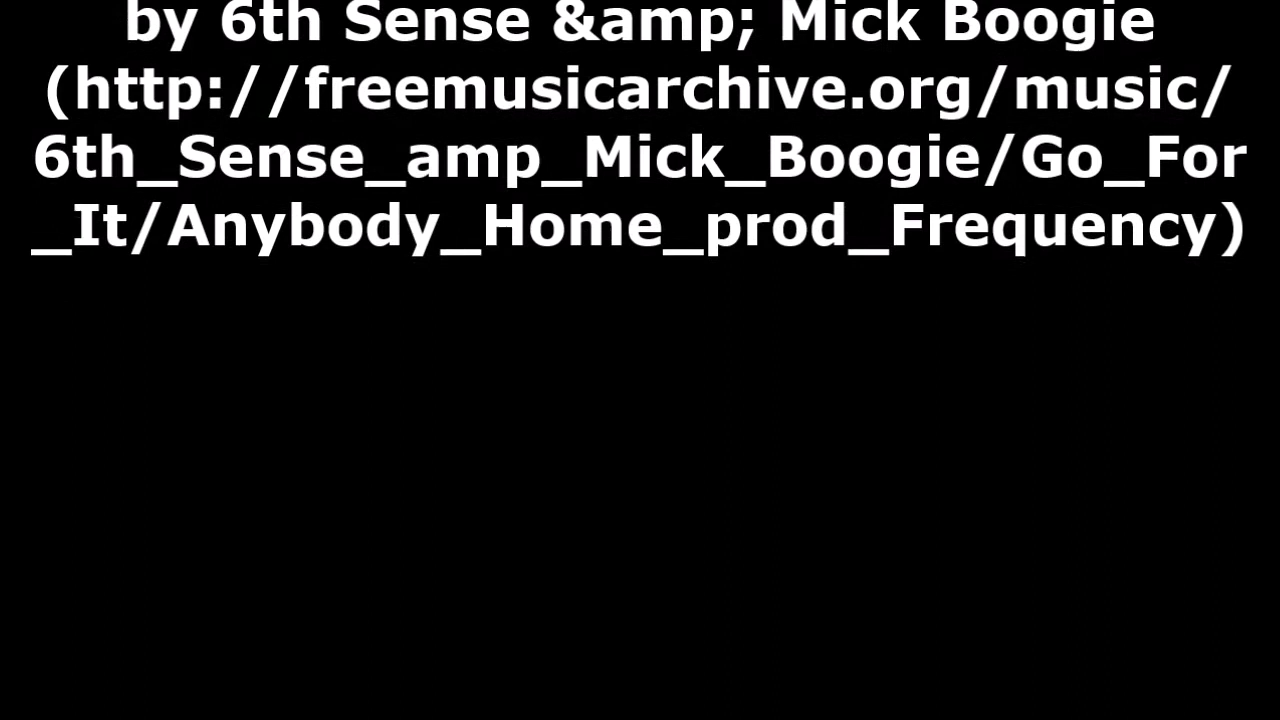 by 6th Sense &amp; Mick Boogie
(http://freemusicarchive.org/music/
6th_Sense_amp_Mick_Boogie/Go_For
_It/Anybody_Home_prod_Frequency)